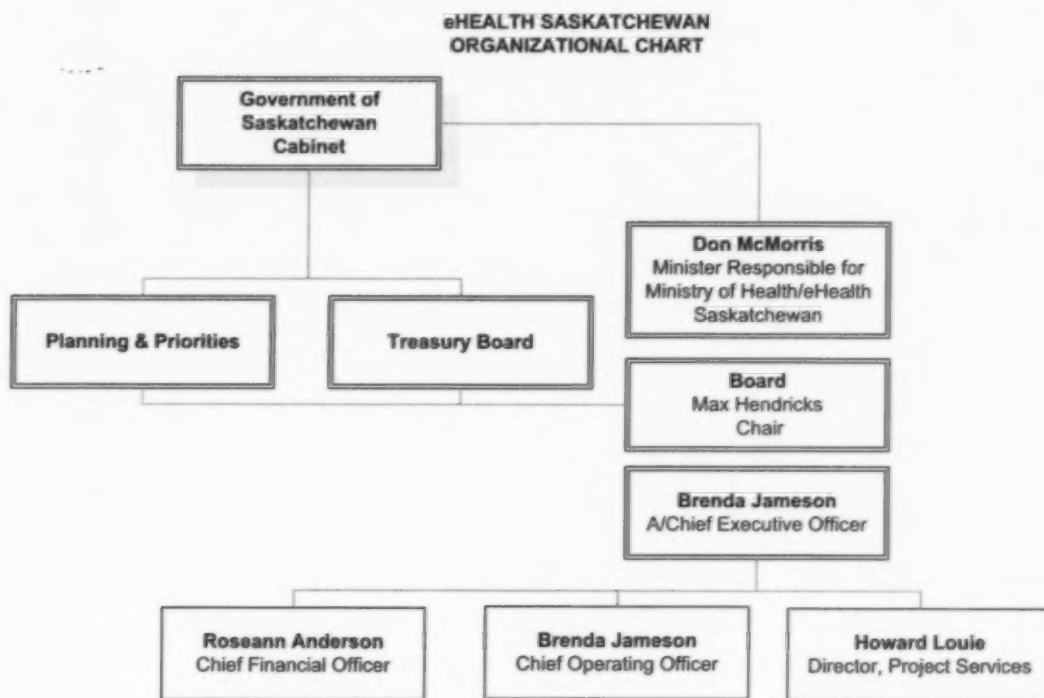 eHEALTH SASKATCHEWAN
ORGANIZATIONAL CHART
Government of
Saskatchewan
Cabinet
Don McMorris
Minister Responsible for
Ministry of Health/eHealth
Saskatchewan
Planning & Priorities
Treasury Board
Board
Max Hendricks
Chair
Brenda Jameson
A/Chief Executive Officer
Roseann Anderson
Chief Financial Officer
Brenda Jameson
Chief Operating Officer
Howard Louie
Director, Project Services